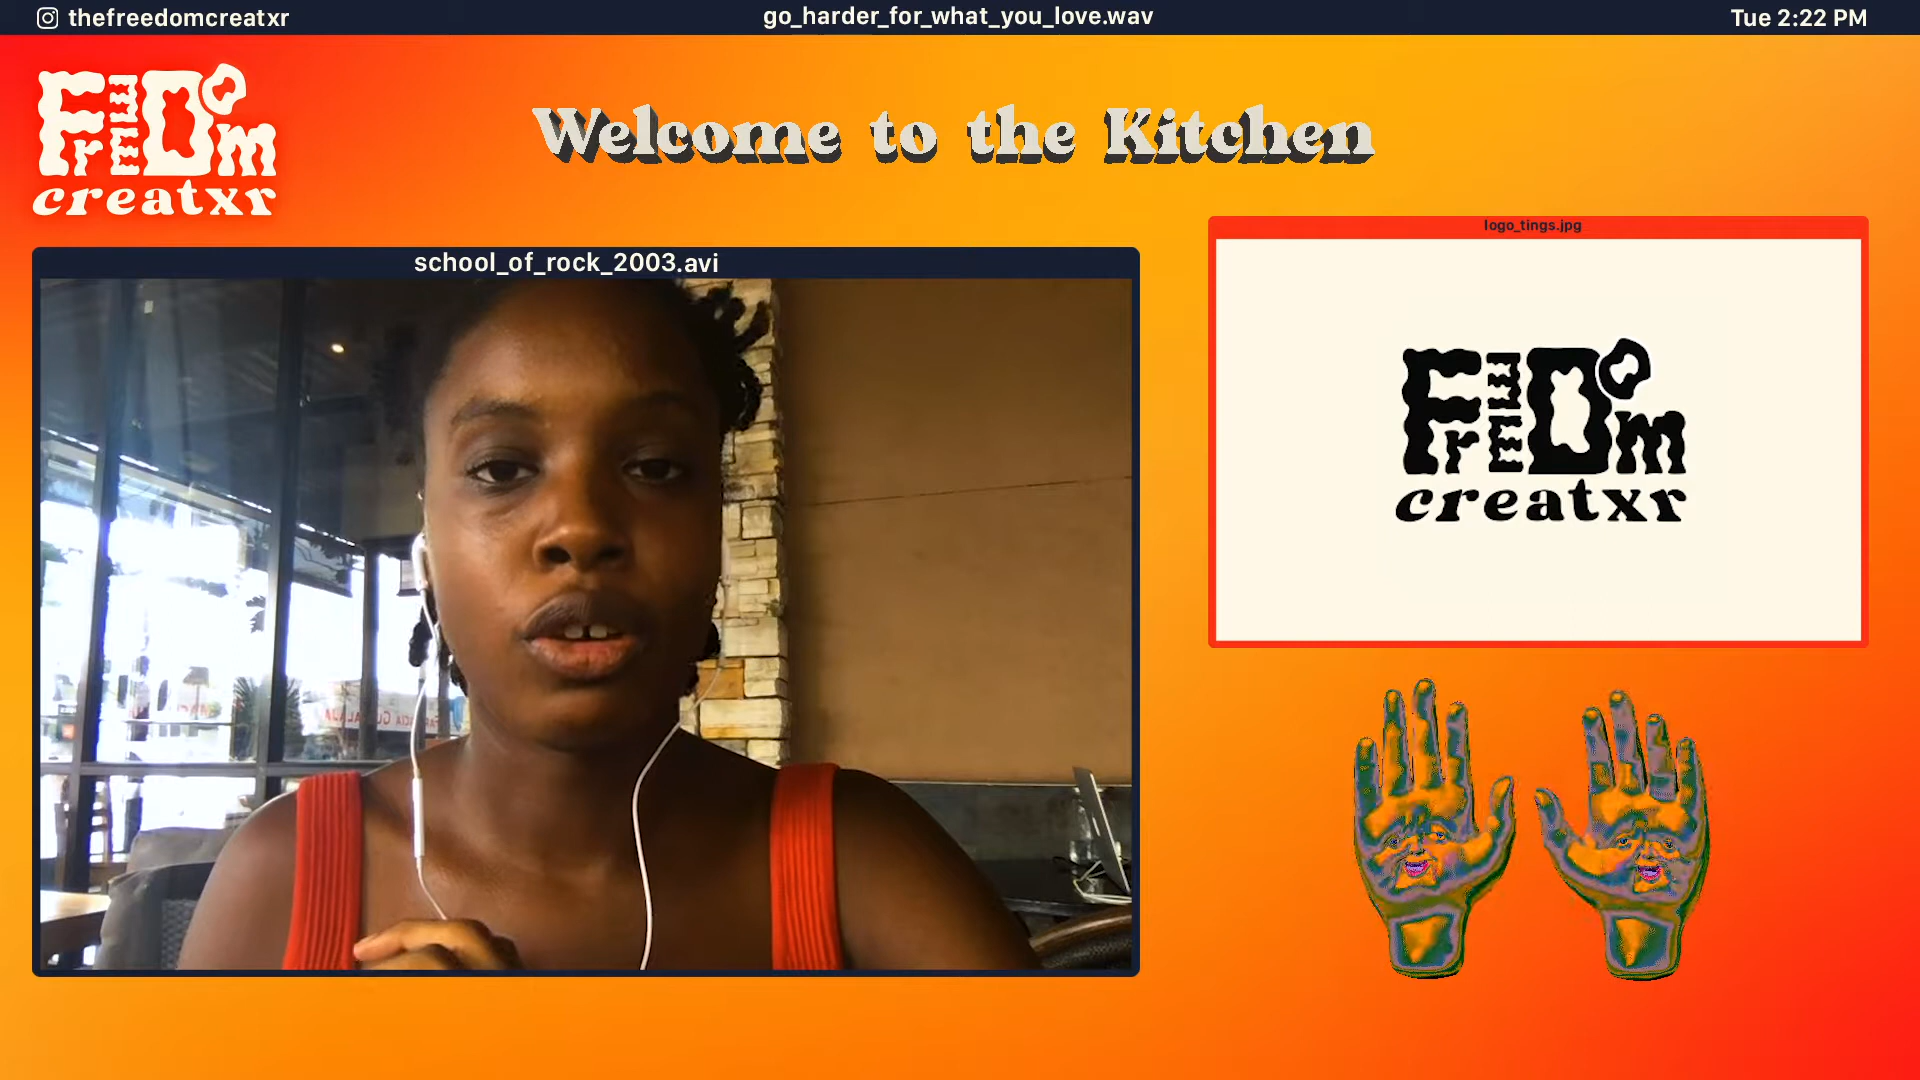 thefreedomcreatxr
go_harder_for_what_you_love.wav
Tue 2:22 PM
FREEDOM
creatxr
Welcome to the Kitchen
school_of_rock_2003.avi
logo_tings.jpg
FREEDOM
creatxr